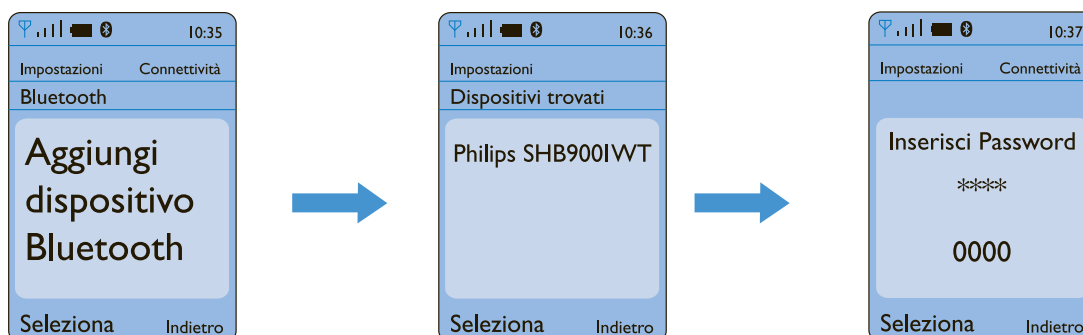 10:35
Impostazioni Connettività
Bluetooth
Aggiungi
dispositivo
Bluetooth
Seleziona Indietro
10:36
Impostazioni
Dispositivi trovati
Philips SHB9001WT
Seleziona Indietro
10:37
Impostazioni Connettività
Inserisci Password
****
0000
Seleziona Indietro